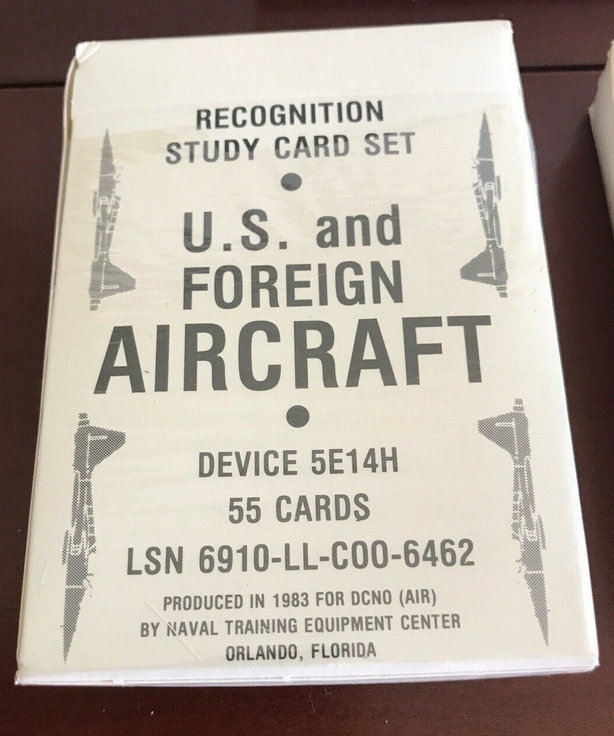 RECOGNITION
STUDY CARD SET
●
U.S. and
FOREIGN
AIRCRAFT
●
DEVICE 5E14H
55 CARDS
LSN 6910-LL-C00-6462
PRODUCED IN 1983 FOR DCNO (AIR)
BY NAVAL TRAINING EQUIPMENT CENTER
ORLANDO, FLORIDA